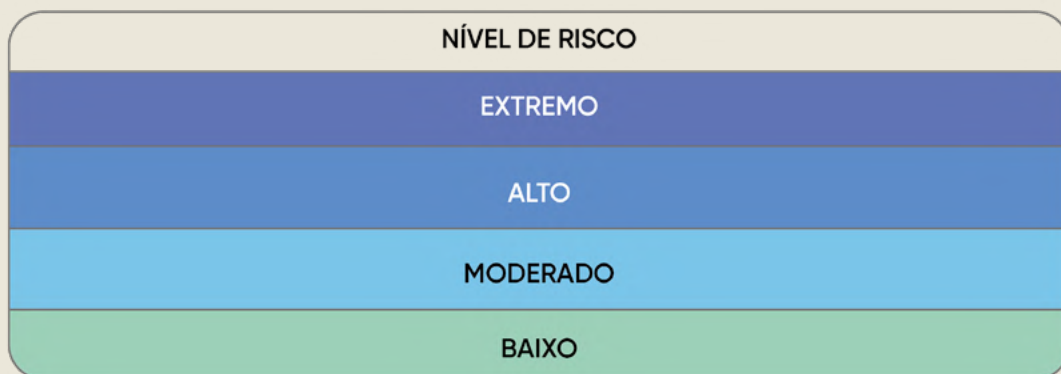 NÍVEL DE RISCO
EXTREMO
ALTO
MODERADO
BAIXO